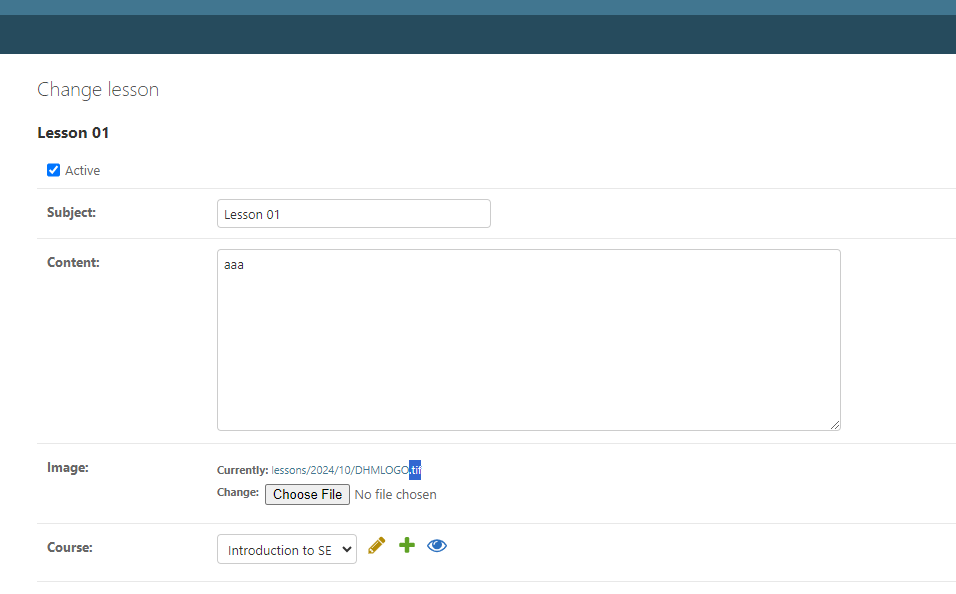 Change lesson
Lesson 01
Active
Subject:
Lesson 01
Content:
aaa
Image:
Currently: lessons/2024/10/DHMLOGO.tif
Change: Choose File No file chosen
Course:
Introduction to SE